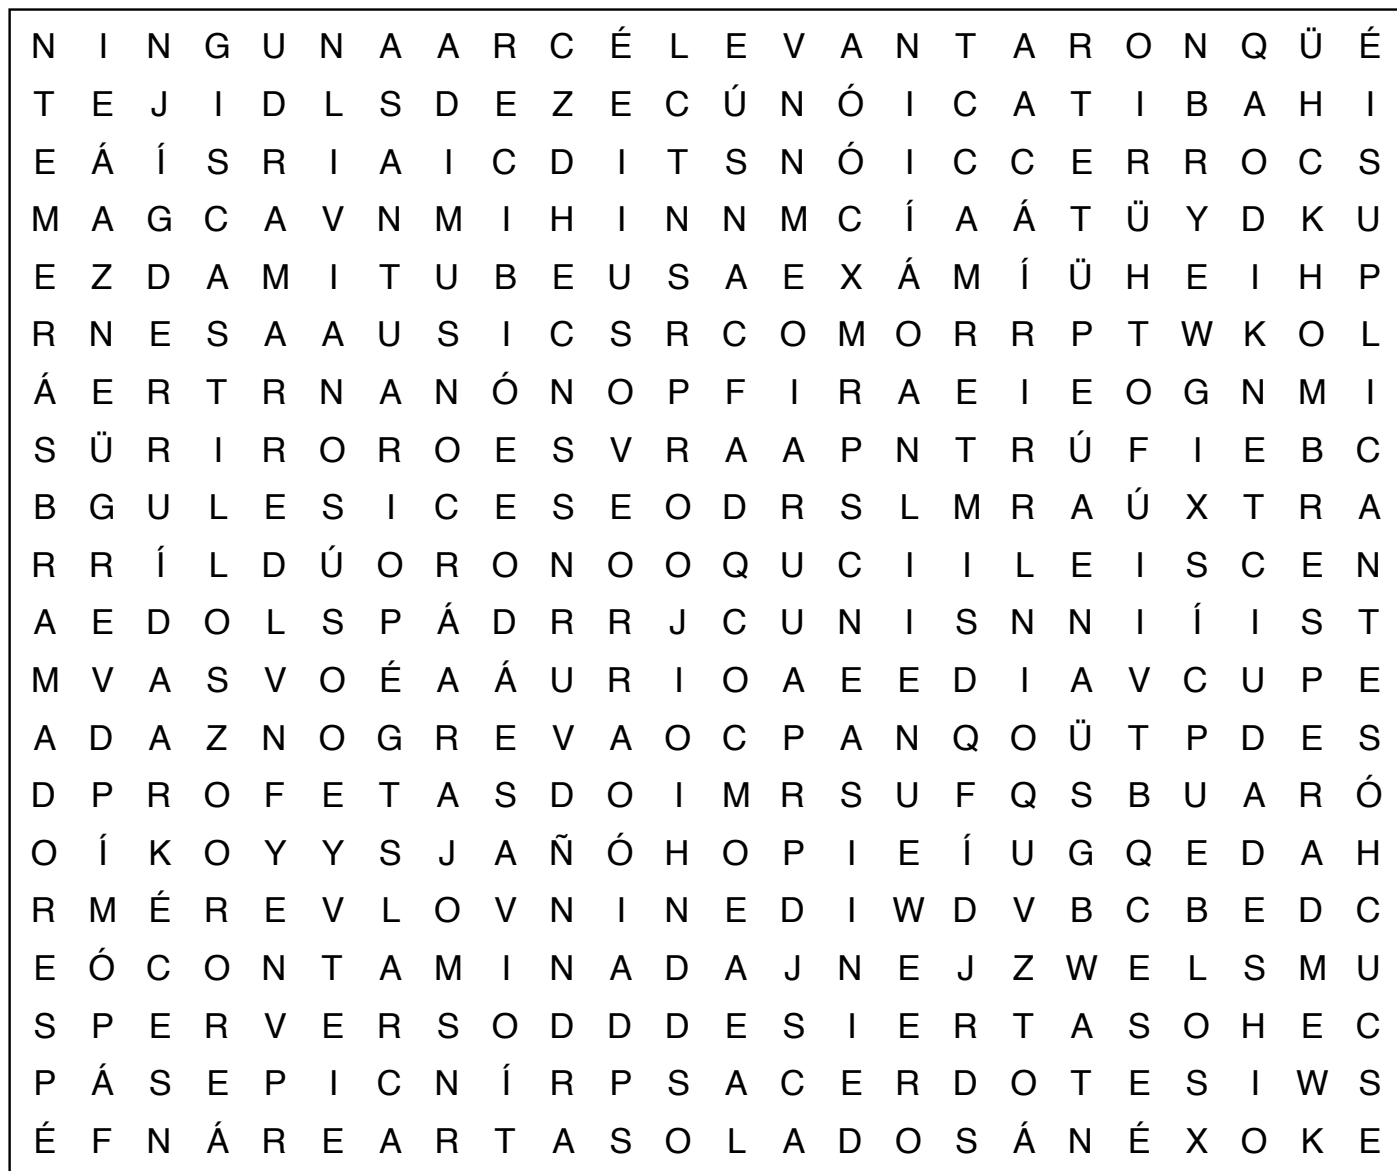 N I N G U N A A R C É L E V A N T A R O N Q Ü É
T E J I D L S D E Z E C Ú N Ó I C A T I B A H I
E Á Í S R I A I C D I T S N Ó I C C E R R O C S
M A G C A V N M I H I N N M C Í A Á T Ü Y D K U
E Z D A M I T U B E U S A E X Á M Í Ü H E I H P
R N E S A A U S I C S R C O M O R R P T W K O L
Á E R T R N A N Ó N O P F I R A E I E O G N M I
S Ü R I R O R O E S V R A A P N T R Ú F I E B C
B G U L E S I C E S E O D R S L M R A Ú X T R A
R R Í L D Ú O R O N O O Q U C I I L E I S C E N
A E D O L S P Á D R R J C U N I S N N I Í I S T
M V A S V O É A Á U R I O A E E D I A V C U P E
A D A Z N O G R E V A O C P A N Q O Ü T P D E S
D P R O F E T A S D O I M R S U F Q S B U A R Ó
O Í K O Y Y S J A Ñ Ó H O P I E Í U G Q E D A H
R M É R E V L O V N I N E D I W D V B C B E D C
E Ó C O N T A M I N A D A J N E J Z W E L S M U
S P E R V E R S O D D D E S I E R T A S O H E C
P Á S E P I C N Í R P S A C E R D O T E S I W S
É F N Á R E A R T A S O L A D O S Á N É X O K E